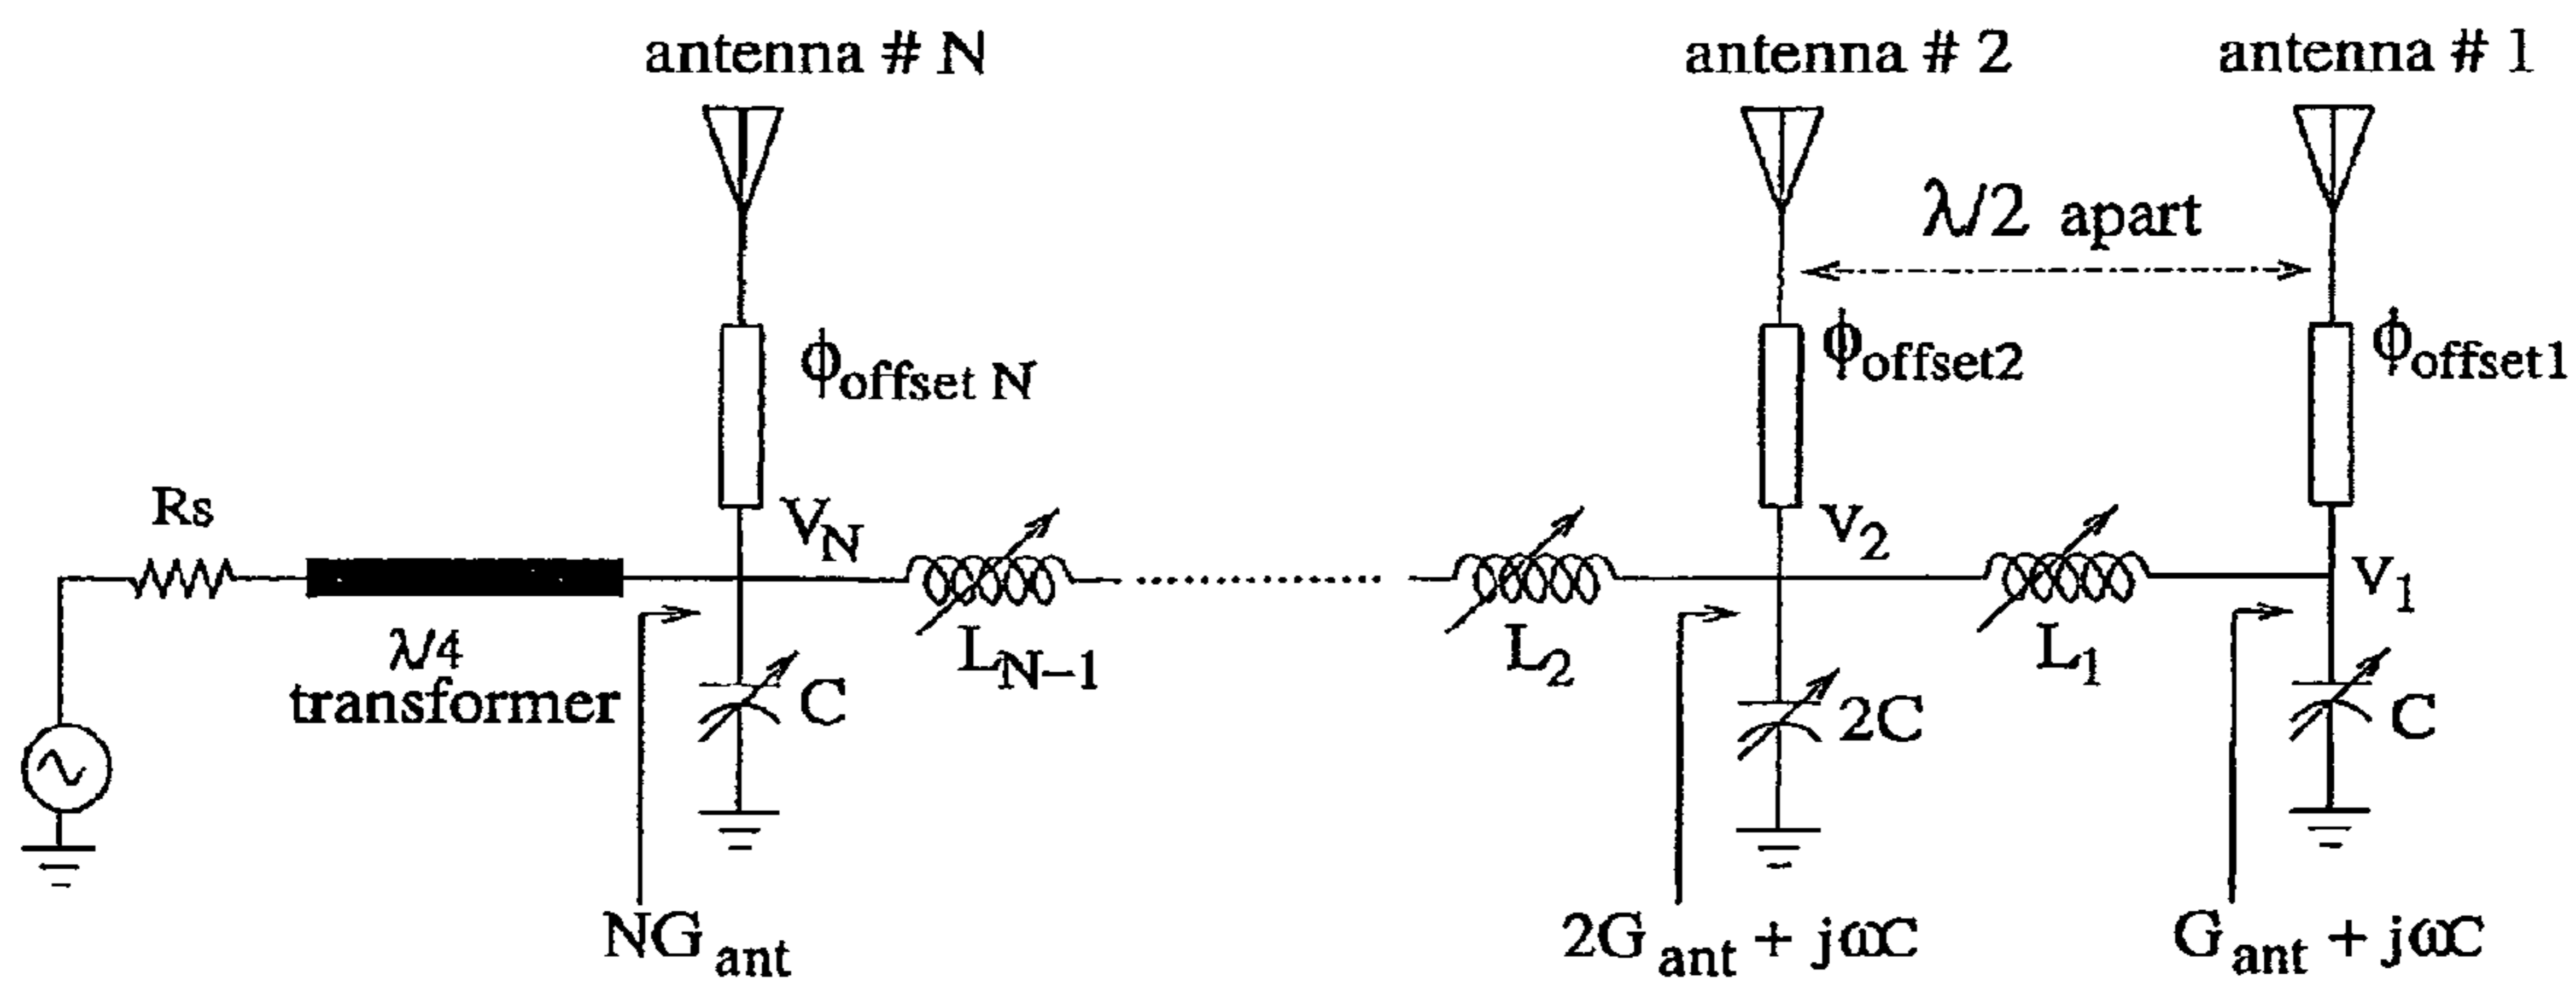 antenna # N
antenna # 2
antenna # 1
λ/2 apart
ϕoffset N
ϕoffset2
ϕoffset1
Rs
VN
V2
V1
λ/4
transformer
C
LN−1
L2
2C
L1
C
NGant
2Gant + jωC
Gant + jωC